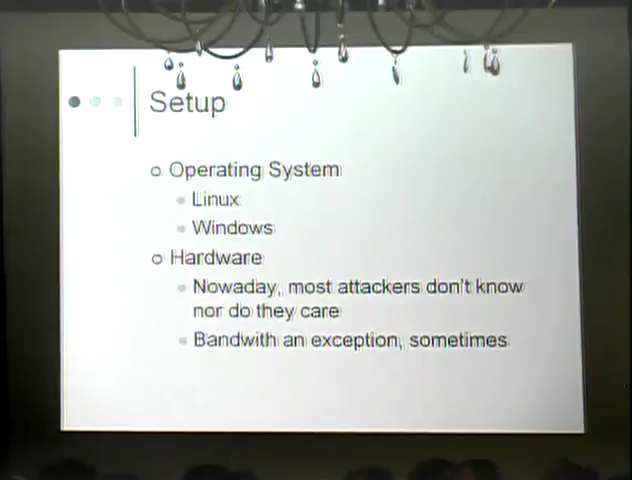 Setup
Operating System
Linux
Windows
Hardware
Nowaday, most attackers don't know
nor do they care
Bandwith an exception, sometimes